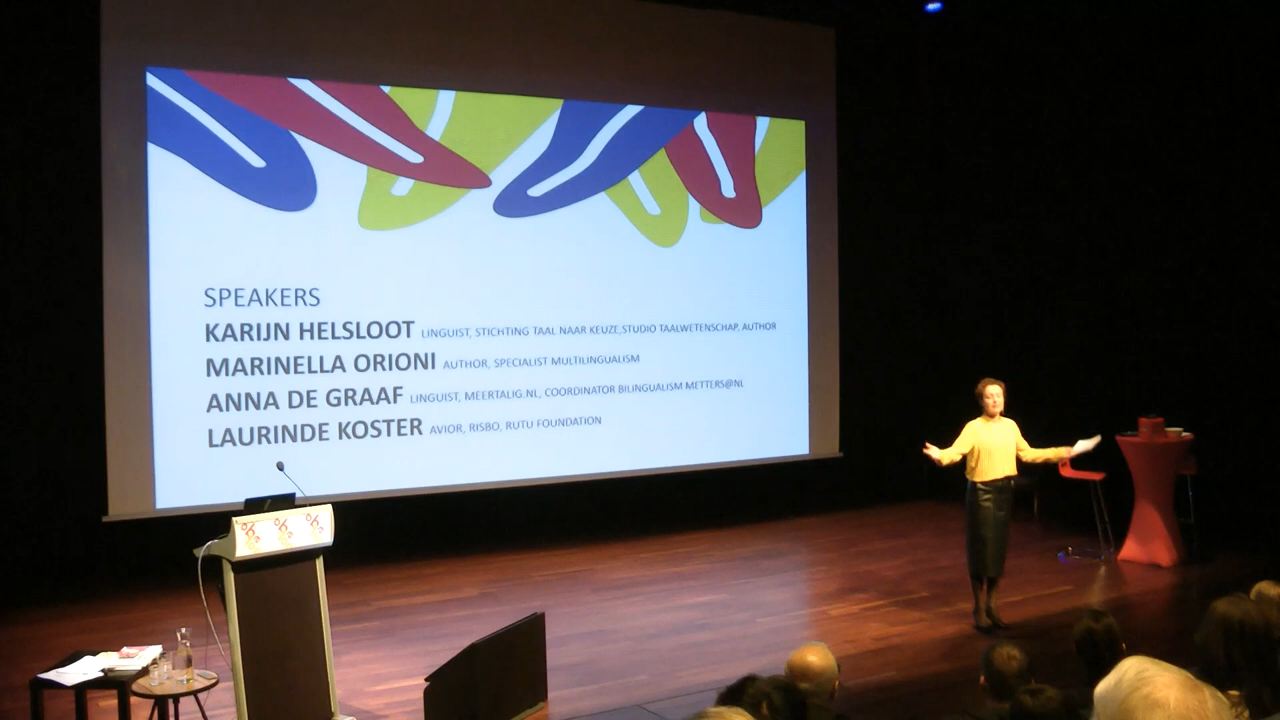 SPEAKERS
KARIJN HELSLOOT LINGUIST, STICHTING TAAL NAAR KEUZE,STUDIO TAALWETENSCHAP, AUTHOR
MARINELLA ORIONI AUTHOR, SPECIALIST MULTILINGUALISM
ANNA DE GRAAF LINGUIST, MEERTALIG.NL, COORDINATOR BILINGUALISM METTERS@NL
LAURINDE KOSTER AVIOR, RISBO, RUTU FOUNDATION